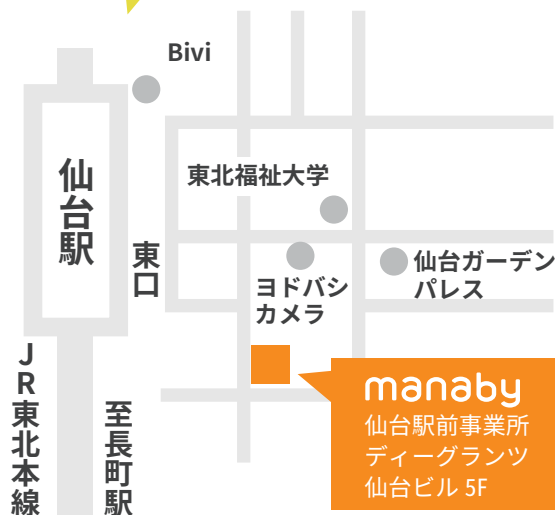 Bivi
仙台駅
東北福祉大学
東口
ヨドバシ
カメラ
仙台ガーデン
パレス
JR東北本線
至長町駅
manaby
仙台駅前事業所
ディーグランツ
仙台ビル 5F